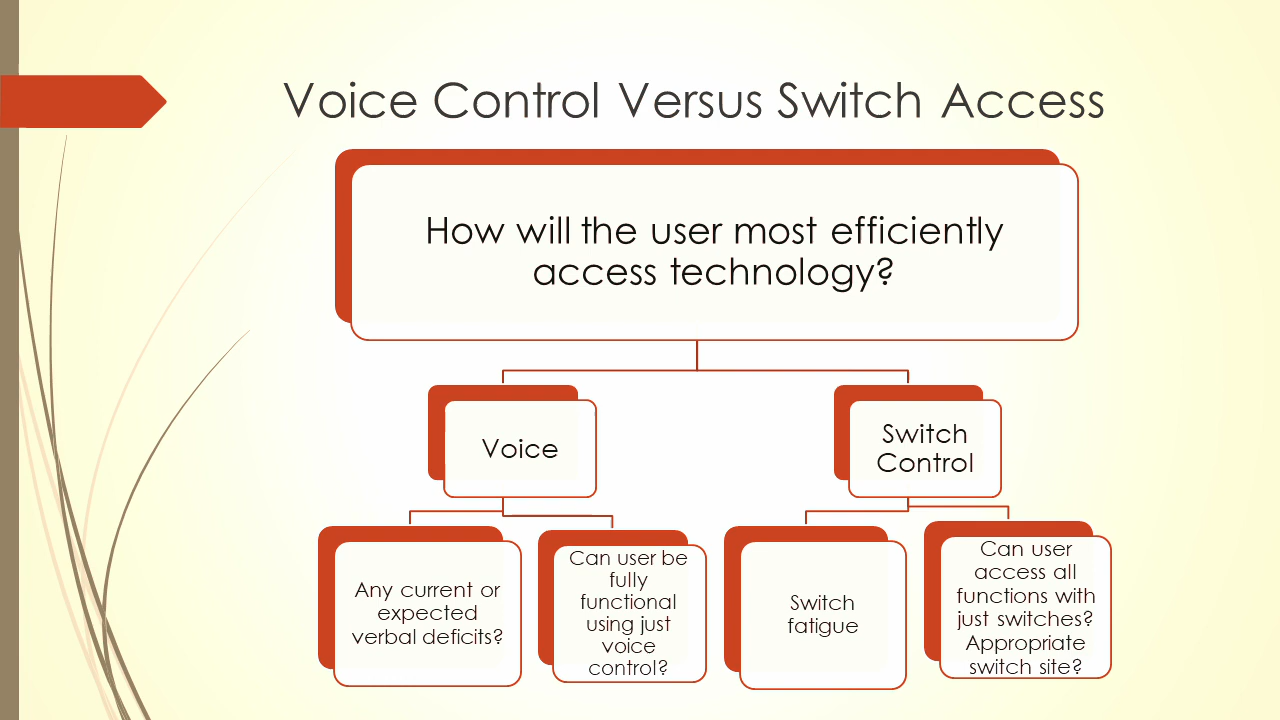 Voice Control Versus Switch Access
How will the user most efficiently
access technology?
Voice
Switch
Control
Any current or
expected
verbal deficits?
Can user be
fully
functional
using just
voice
control?
Switch
fatigue
Can user
access all
functions with
just switches?
Appropriate
switch site?